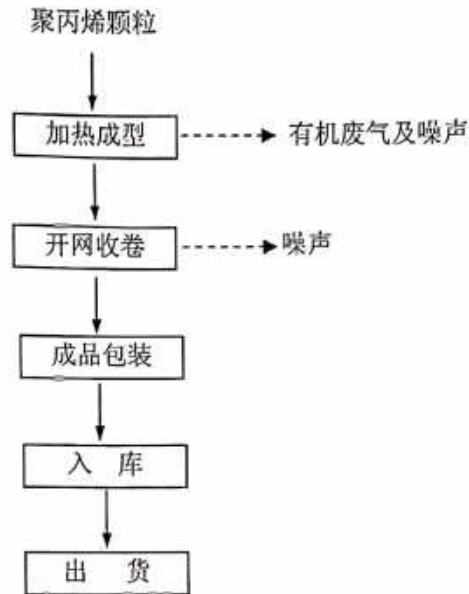 聚丙烯颗粒
加热成型
有机废气及噪声
开网收卷
噪声
成品包装
入 库
出 货